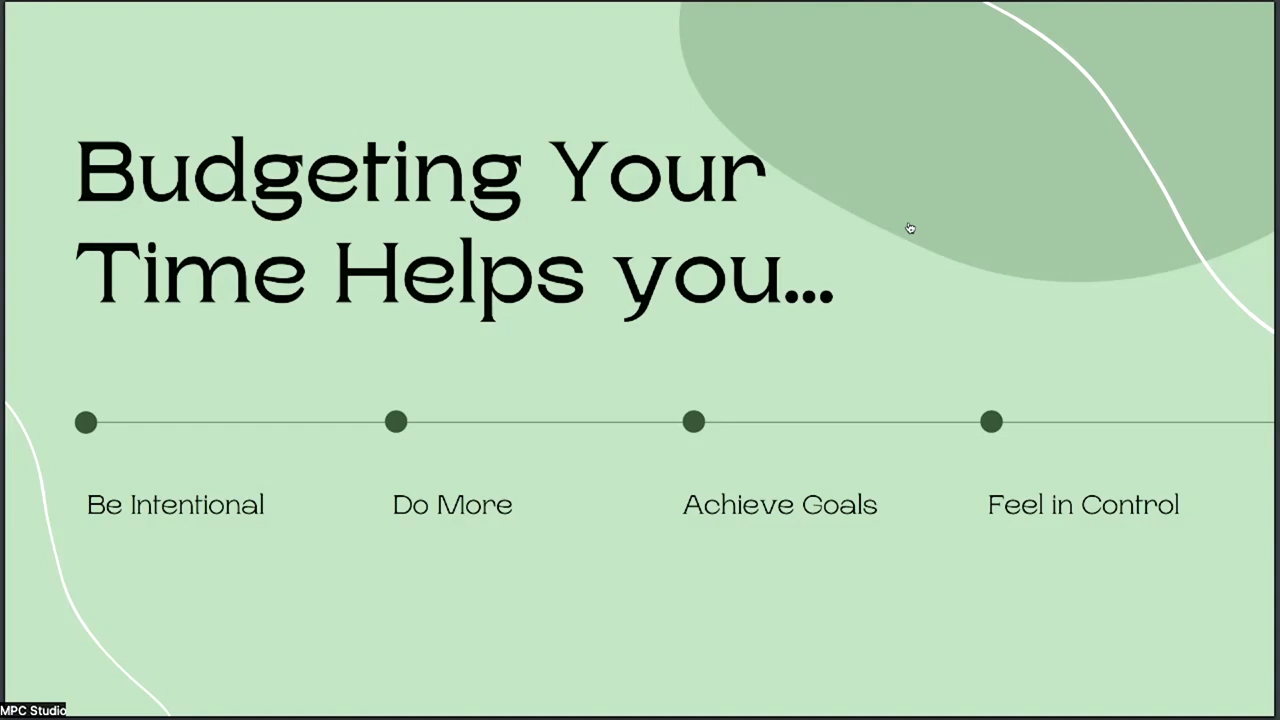 Budgeting Your
Time Helps you...
Be Intentional
Do More
Achieve Goals
Feel in Control
MPC Studio